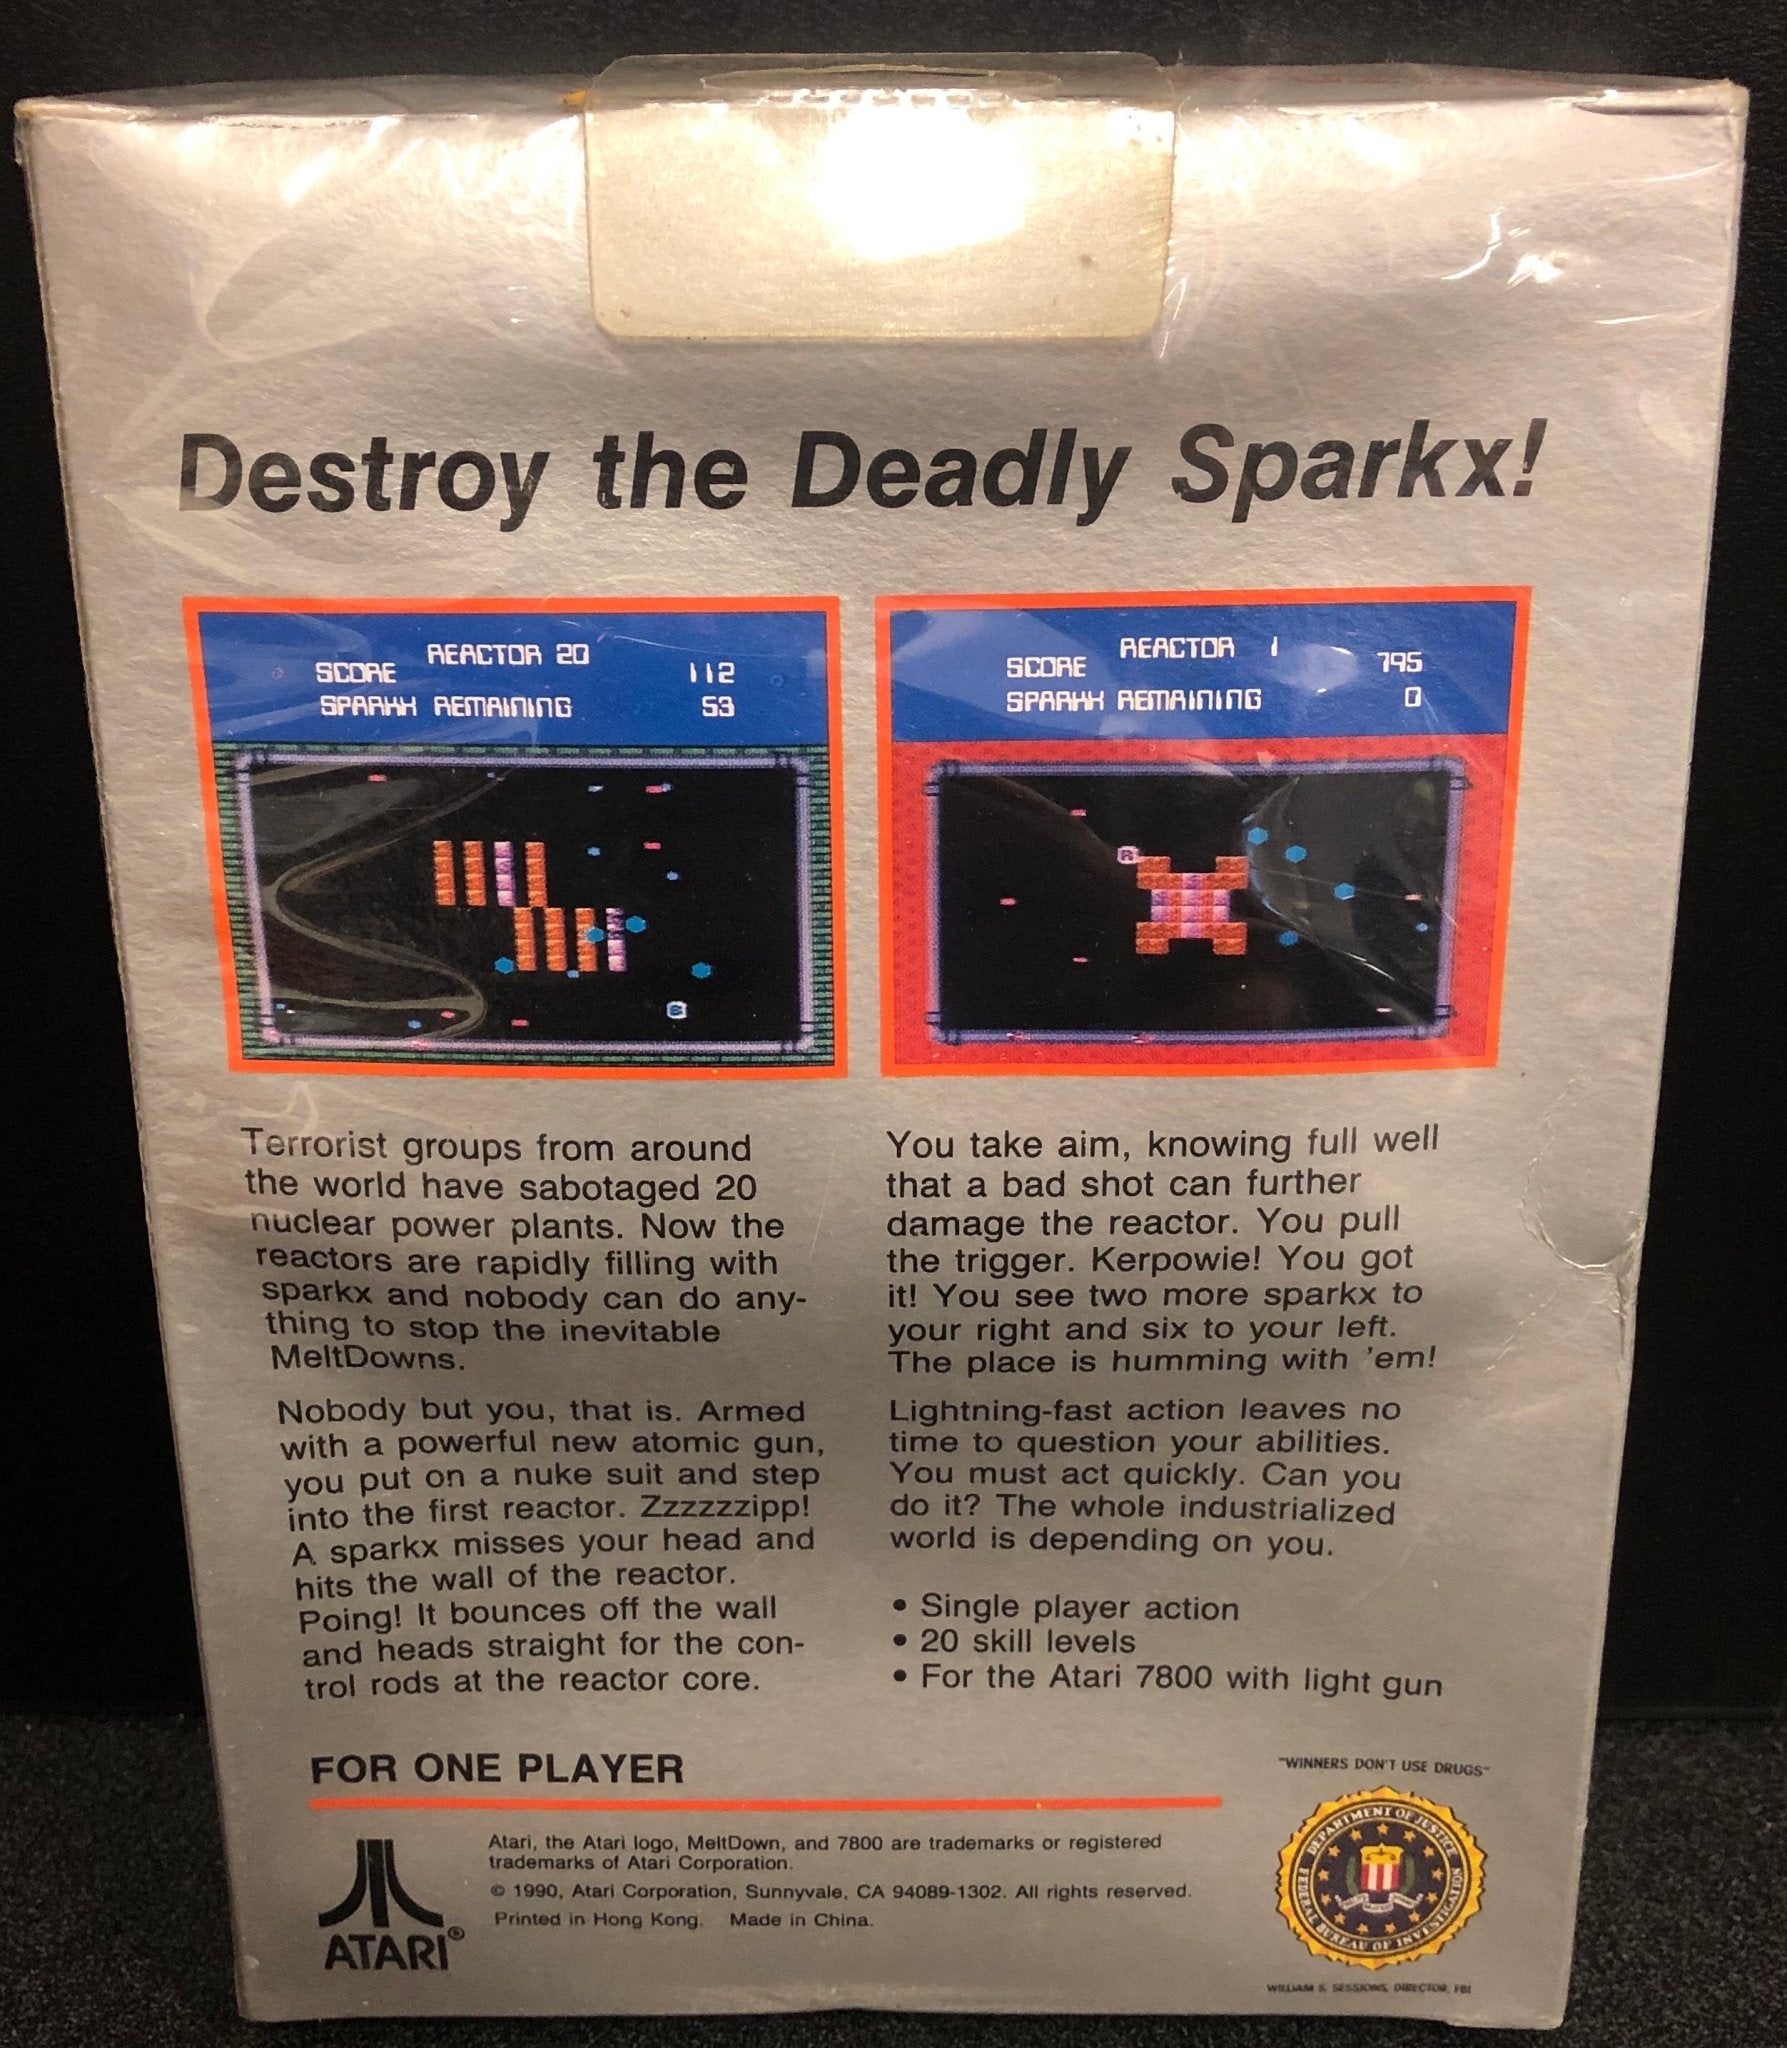 Destroy the Deadly Sparkx!
REACTOR 20
SCORE 112
SPARKX REMAINING 53
REACTOR 1
SCORE 795
SPARKX REMAINING 0
Terrorist groups from around
the world have sabotaged 20
nuclear power plants. Now the
reactors are rapidly filling with
sparkx and nobody can do any-
thing to stop the inevitable
MeltDowns.
Nobody but you, that is. Armed
with a powerful new atomic gun,
you put on a nuke suit and step
into the first reactor. Zzzzzzipp!
A sparkx misses your head and
hits the wall of the reactor.
Poing! It bounces off the wall
and heads straight for the con-
trol rods at the reactor core.
You take aim, knowing full well
that a bad shot can further
damage the reactor. You pull
the trigger. Kerpowie! You got
it! You see two more sparkx to
your right and six to your left.
The place is humming with 'em!
Lightning-fast action leaves no
time to question your abilities.
You must act quickly. Can you
do it? The whole industrialized
world is depending on you.
• Single player action
• 20 skill levels
• For the Atari 7800 with light gun
FOR ONE PLAYER
ATARI®
Atari, the Atari logo, MeltDown, and 7800 are trademarks or registered
trademarks of Atari Corporation.
© 1990, Atari Corporation, Sunnyvale, CA 94089-1302. All rights reserved.
Printed in Hong Kong. Made in China.
"WINNERS DON'T USE DRUGS"
DEPARTMENT OF JUSTICE
FEDERAL BUREAU OF INVESTIGATION
WILLIAM S. SESSIONS, DIRECTOR, FBI